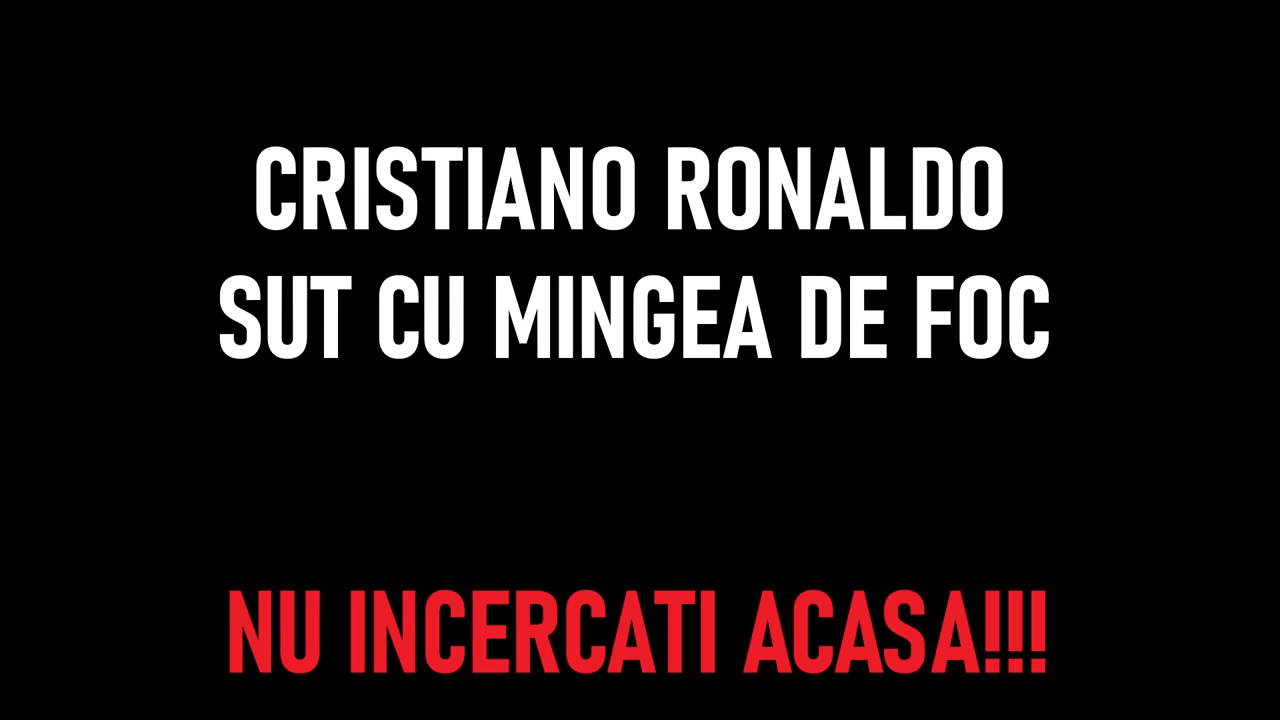 CRISTIANO RONALDO
SUT CU MINGEA DE FOC
NU INCERCATI ACASA!!!